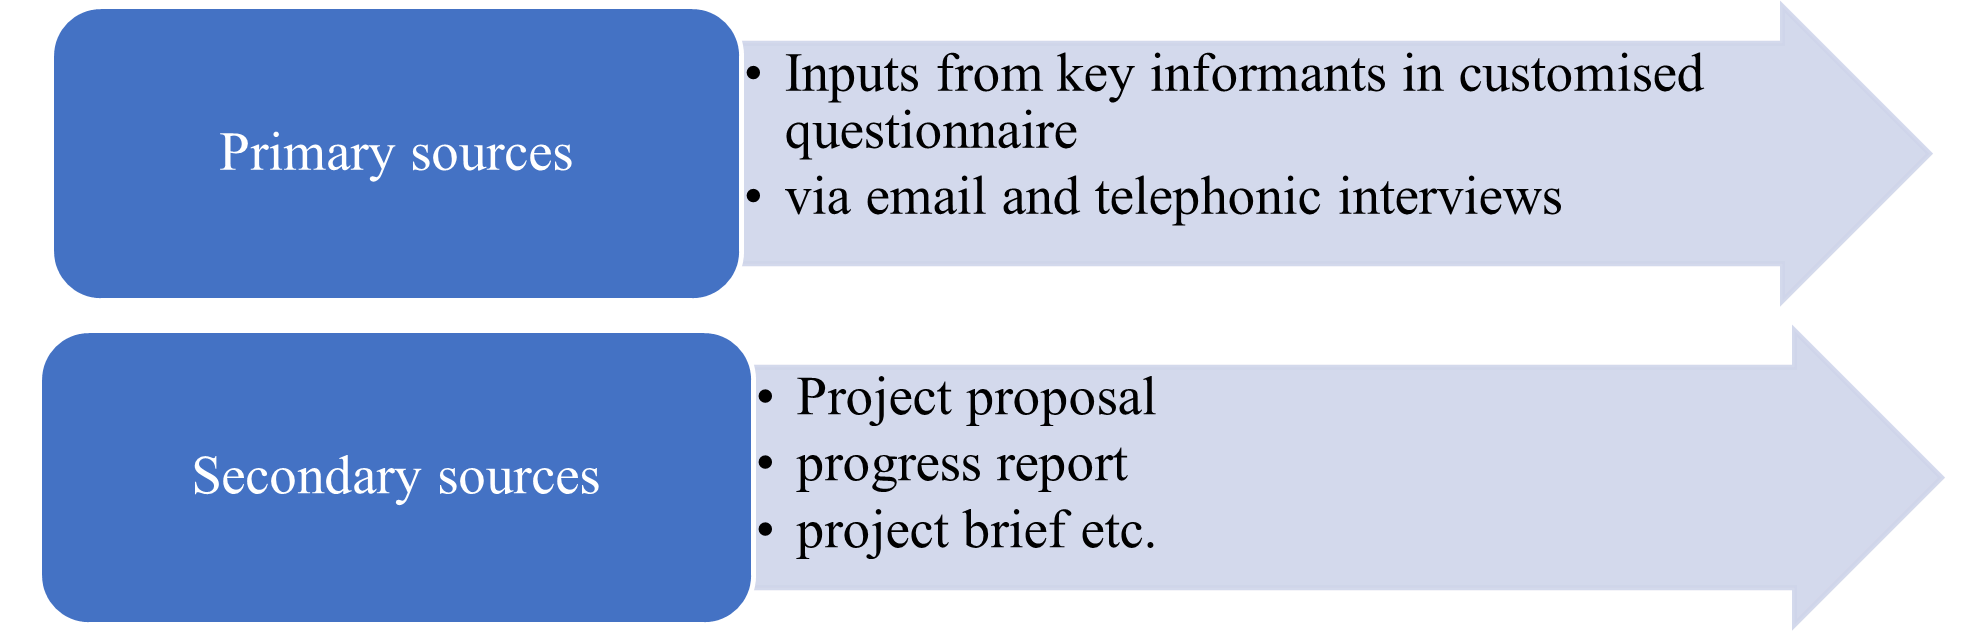 Primary sources
• Inputs from key informants in customised
questionnaire
• via email and telephonic interviews
Secondary sources
• Project proposal
• progress report
• project brief etc.